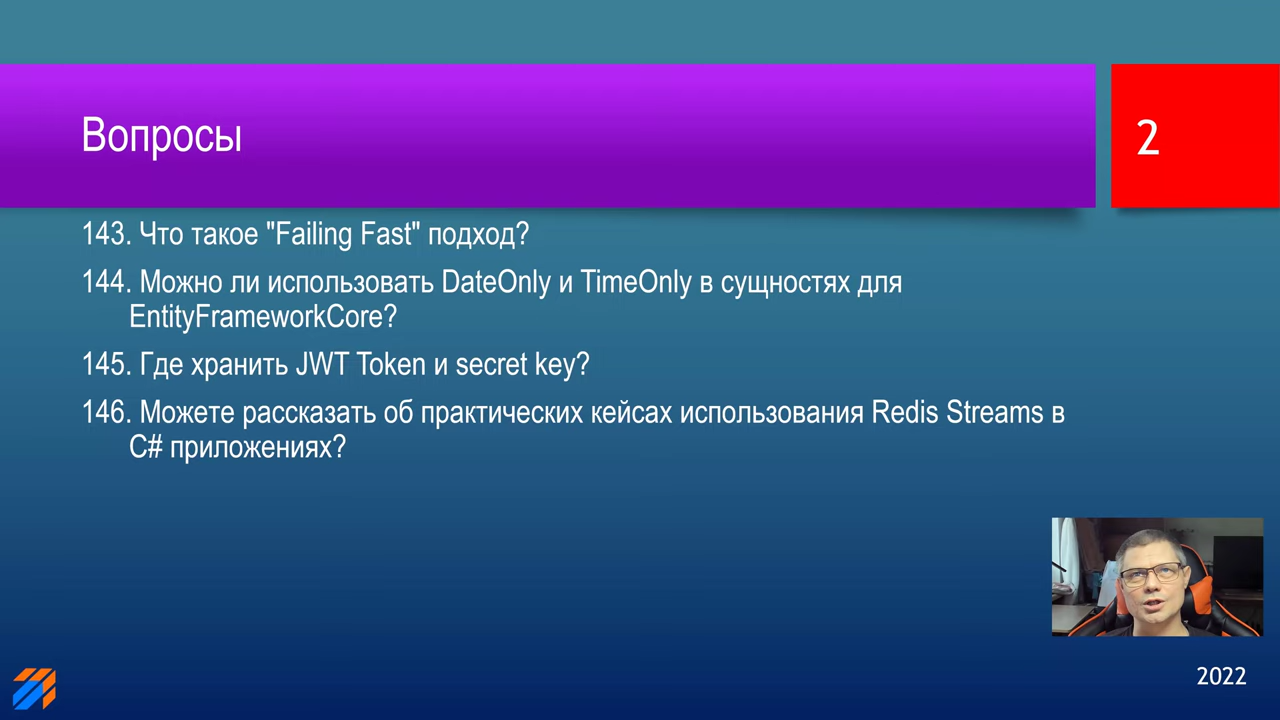 Вопросы
2
143. Что такое "Failing Fast" подход?
144. Можно ли использовать DateOnly и TimeOnly в сущностях для
EntityFrameworkCore?
145. Где хранить JWT Token и secret key?
146. Можете рассказать об практических кейсах использования Redis Streams в
C# приложениях?
2022